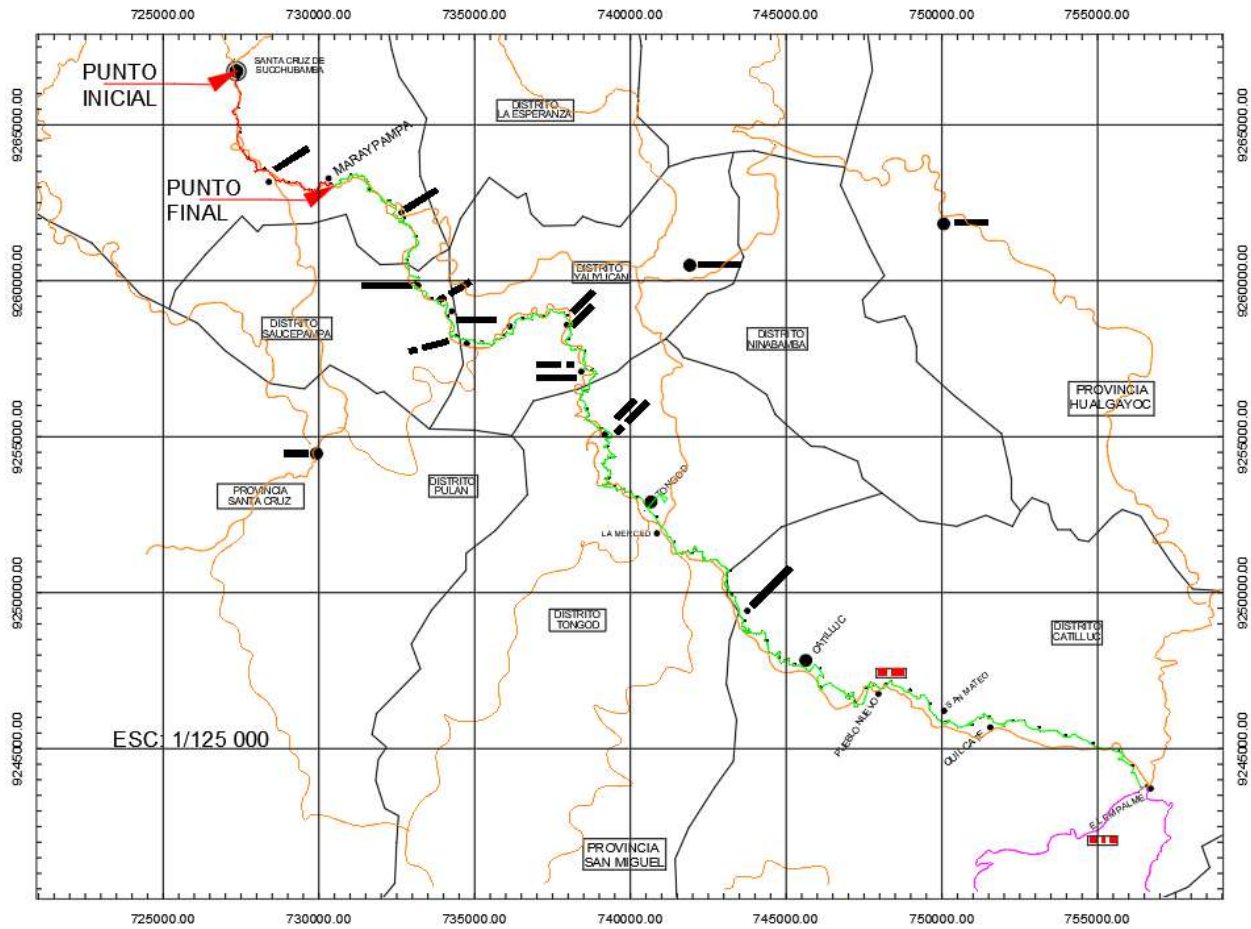 725000.00 730000.00 735000.00 740000.00 745000.00 750000.00 755000.00
PUNTO
INICIAL
SANTA CRUZ DE
SUCCHUBAMBA
DISTRITO
LA ESPERANZA
9265000.00
9265000.00
MARAYPAMPA
PUNTO
FINAL
DISTRITO
YAUYUCAN
9260000.00
9260000.00
DISTRITO
SAUCEPAMPA
DISTRITO
NINABAMBA
PROVINCIA
HUALGAYOC
9255000.00
9255000.00
PROVINCIA
SANTA CRUZ
DISTRITO
PULAN
TONGOD
LA MERCED
9250000.00
9250000.00
DISTRITO
TONGOD
DISTRITO
CATILLUC
CATILLUC
PUEBLO NUEVO
SAN MATEO
QUILCATE
ESC: 1/125 000
9245000.00
9245000.00
EL EMPALME
PROVINCIA
SAN MIGUEL
725000.00 730000.00 735000.00 740000.00 745000.00 750000.00 755000.00